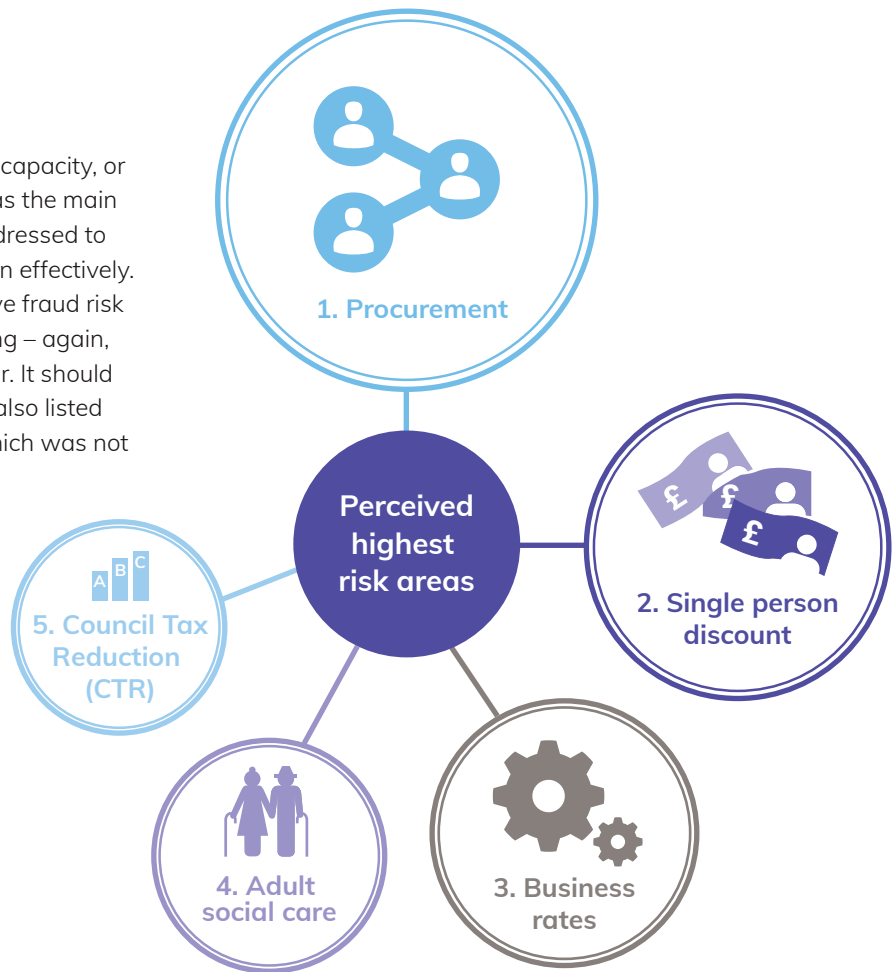 capacity, or
as the main
dressed to
n effectively.
ve fraud risk
ng – again,
r. It should
also listed
hich was not
1. Procurement
Perceived
highest
risk areas
£
£
£
2. Single person
discount
3. Business
rates
4. Adult
social care
A
B
C
5. Council Tax
Reduction
(CTR)